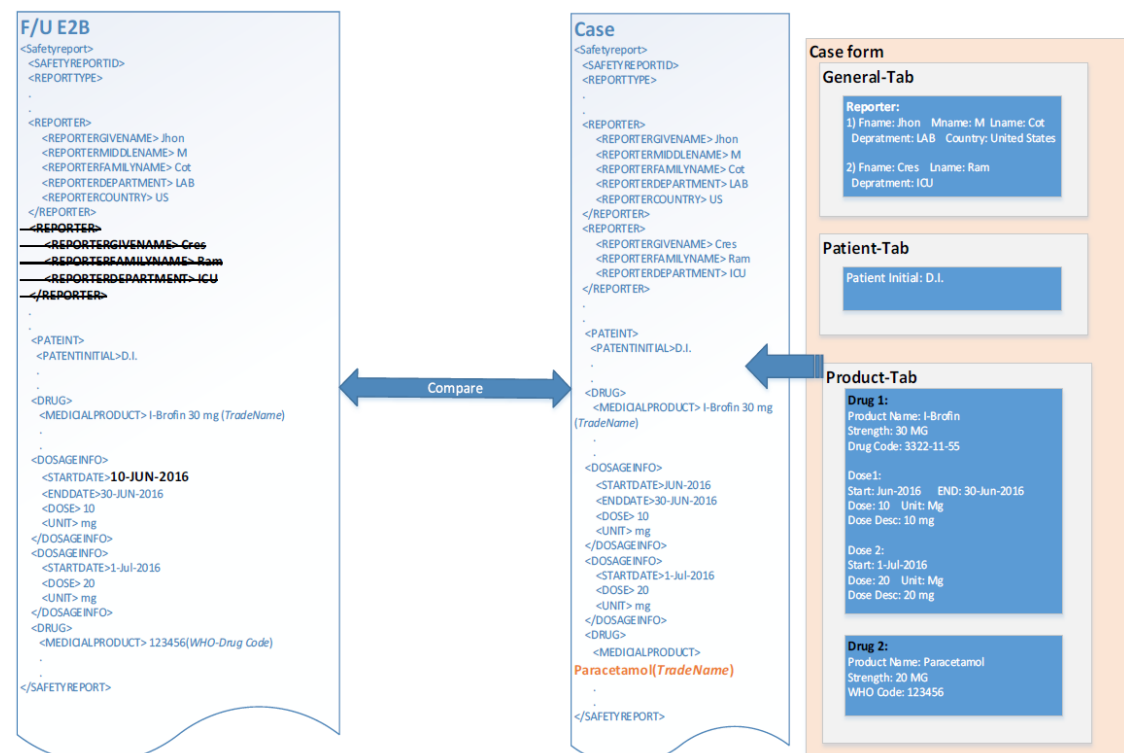 F/U E2B
<Safetyreport>
<SAFETYREPORTID>
<REPORTTYPE>
.
.
<REPORTER>
<REPORTERGIVENAME> Jhon
<REPORTERMIDDLENAME> M
<REPORTERFAMILYNAME> Cot
<REPORTERDEPARTMENT> LAB
<REPORTERCOUNTRY> US
</REPORTER>
<REPORTER>
<REPORTERGIVENAME> Cres
<REPORTERFAMILYNAME> Ram
<REPORTERDEPARTMENT> ICU
</REPORTER>
.
.
<PATEINT>
<PATENTINITIAL>D.I.
.
.
<DRUG>
<MEDICIALPRODUCT> I-Brofin 30 mg (TradeName)
.
.
<DOSAGEINFO>
<STARTDATE>10-JUN-2016
<ENDDATE>30-JUN-2016
<DOSE> 10
<UNIT> mg
</DOSAGEINFO>
<DOSAGEINFO>
<STARTDATE>1-Jul-2016
<DOSE> 20
<UNIT> mg
</DOSAGEINFO>
<DRUG>
<MEDICIALPRODUCT> 123456(WHO-Drug Code)
.
.
</SAFETYREPORT>
Compare
Case
<Safetyreport>
<SAFETYREPORTID>
<REPORTTYPE>
.
.
<REPORTER>
<REPORTERGIVENAME> Jhon
<REPORTERMIDDLENAME> M
<REPORTERFAMILYNAME> Cot
<REPORTERDEPARTMENT> LAB
<REPORTERCOUNTRY> US
</REPORTER>
<REPORTER>
<REPORTERGIVENAME> Cres
<REPORTERFAMILYNAME> Ram
<REPORTERDEPARTMENT> ICU
</REPORTER>
.
.
<PATEINT>
<PATENTINITIAL>D.I.
.
.
<DRUG>
<MEDICIALPRODUCT> I-Brofin 30 mg
(TradeName)
.
.
<DOSAGEINFO>
<STARTDATE>JUN-2016
<ENDDATE>30-JUN-2016
<DOSE> 10
<UNIT> mg
</DOSAGEINFO>
<DOSAGEINFO>
<STARTDATE>1-Jul-2016
<DOSE> 20
<UNIT> mg
</DOSAGEINFO>
<DRUG>
<MEDICIALPRODUCT>
Paracetamol(TradeName)
.
.
</SAFETYREPORT>
Case form
General-Tab
Reporter:
1) Fname: Jhon Mname: M Lname: Cot
Depratment: LAB Country: United States
2) Fname: Cres Lname: Ram
Depratment: ICU
Patient-Tab
Patient Initial: D.I.
Product-Tab
Drug 1:
Product Name: I-Brofin
Strength: 30 MG
Drug Code: 3322-11-55
Dose1:
Start: Jun-2016 END: 30-Jun-2016
Dose: 10 Unit: Mg
Dose Desc: 10 mg
Dose 2:
Start: 1-Jul-2016
Dose: 20 Unit: Mg
Dose Desc: 20 mg
Drug 2:
Product Name: Paracetamol
Strength: 20 MG
WHO Code: 123456